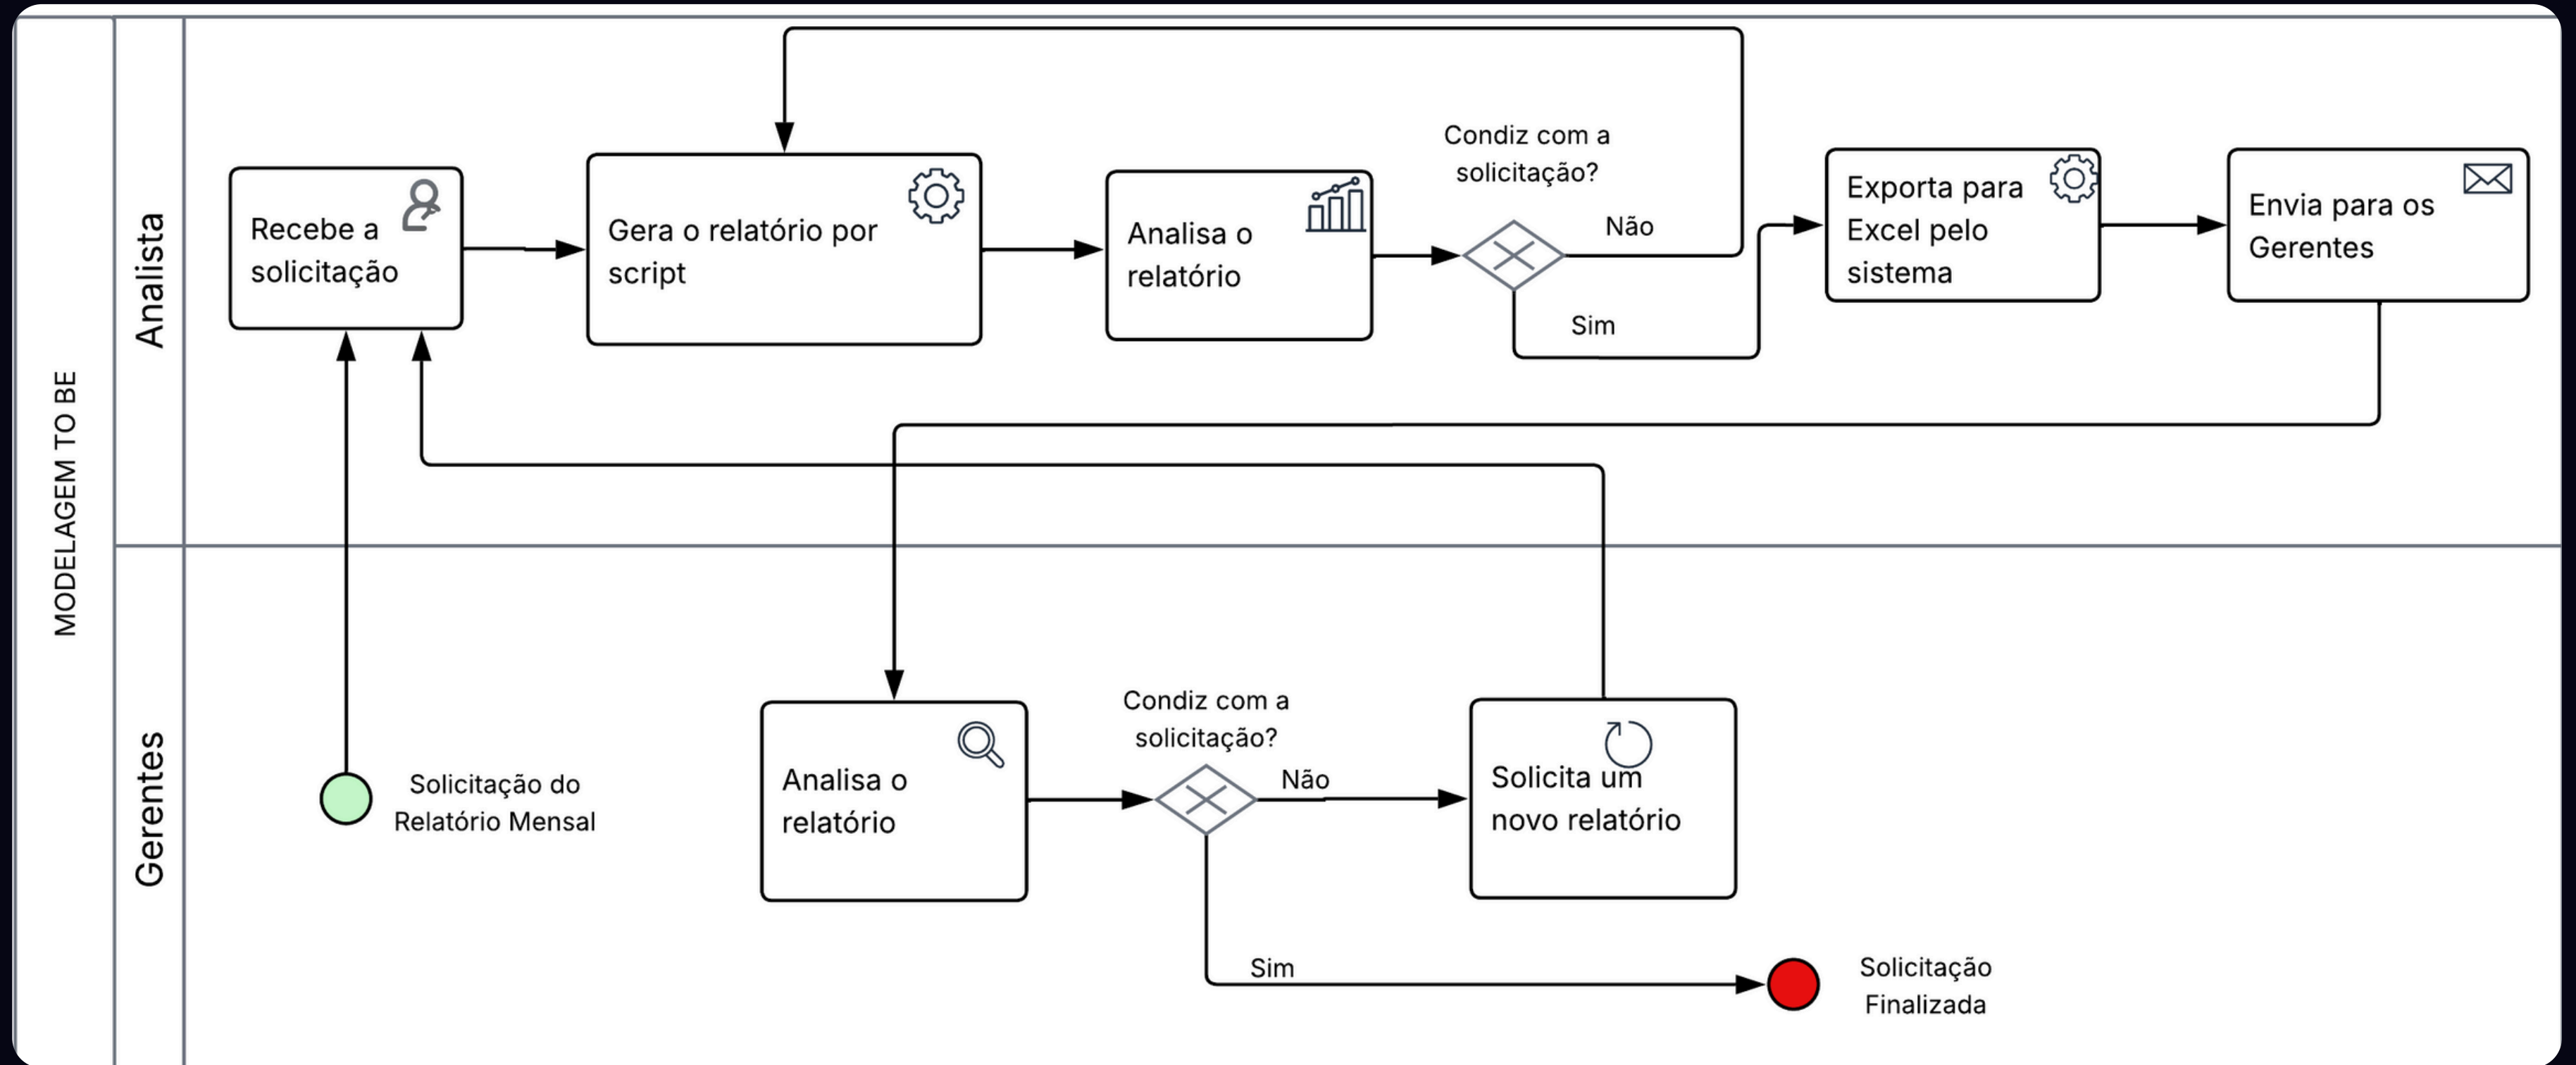 MODELAGEM TO BE
Analista
Recebe a
solicitação
Gera o relatório por
script
Analisa o
relatório
Condiz com a
solicitação?
Não
Sim
Exporta para
Excel pelo
sistema
Envia para os
Gerentes
Gerentes
Solicitação do
Relatório Mensal
Analisa o
relatório
Condiz com a
solicitação?
Não
Sim
Solicita um
novo relatório
Solicitação
Finalizada